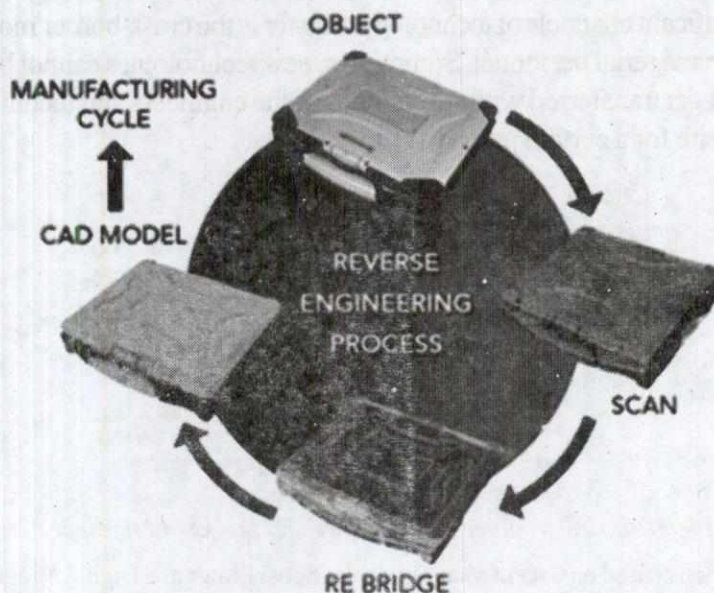 OBJECT
MANUFACTURING
CYCLE
CAD MODEL
REVERSE
ENGINEERING
PROCESS
SCAN
RE BRIDGE